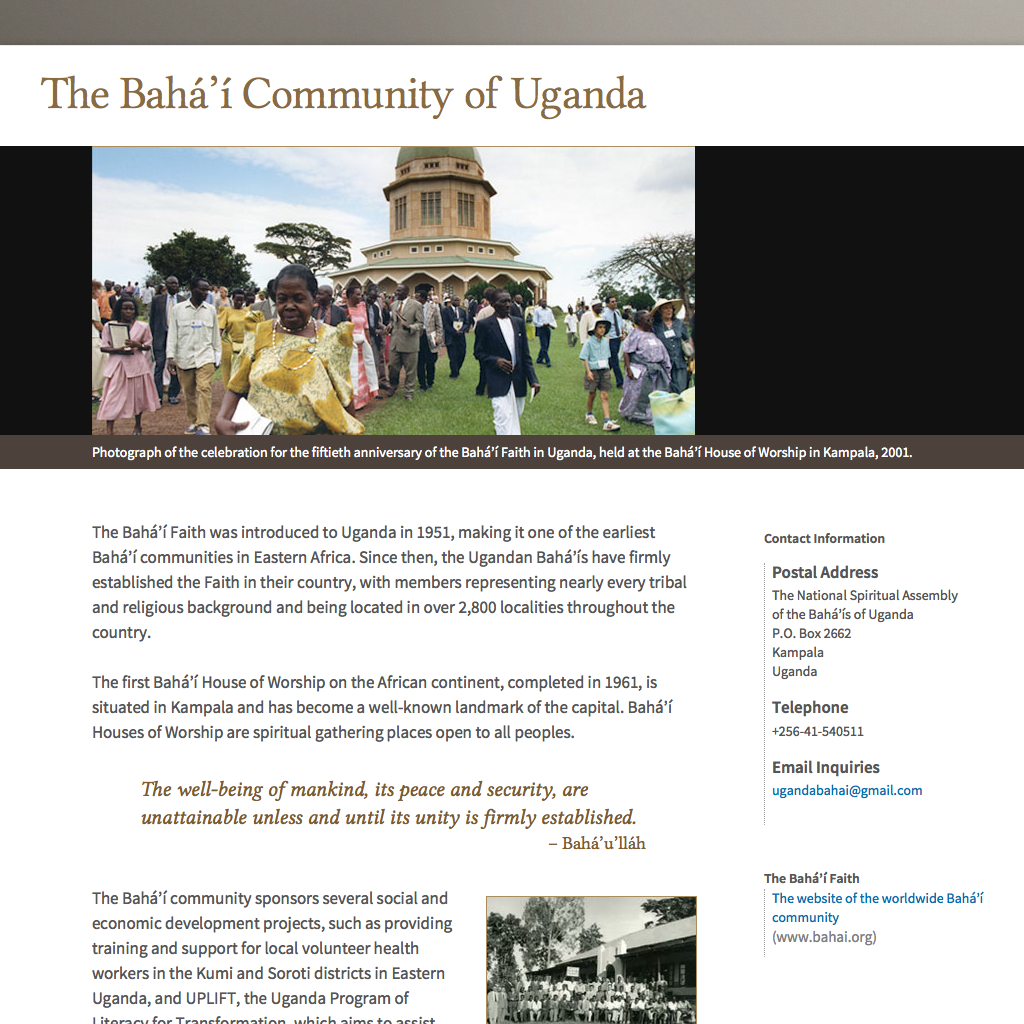 The Bahá’í Community of Uganda
Photograph of the celebration for the fiftieth anniversary of the Bahá’í Faith in Uganda, held at the Bahá’í House of Worship in Kampala, 2001.
The Bahá’í Faith was introduced to Uganda in 1951, making it one of the earliest
Bahá’í communities in Eastern Africa. Since then, the Ugandan Bahá’ís have firmly
established the Faith in their country, with members representing nearly every tribal
and religious background and being located in over 2,800 localities throughout the
country.
The first Bahá’í House of Worship on the African continent, completed in 1961, is
situated in Kampala and has become a well-known landmark of the capital. Bahá’í
Houses of Worship are spiritual gathering places open to all peoples.
The well-being of mankind, its peace and security, are
unattainable unless and until its unity is firmly established.
– Bahá’u’lláh
The Bahá’í community sponsors several social and
economic development projects, such as providing
training and support for local volunteer health
workers in the Kumi and Soroti districts in Eastern
Uganda, and UPLIFT, the Uganda Program of
Literacy for Transformation, which aims to assist
Contact Information
Postal Address
The National Spiritual Assembly
of the Bahá’ís of Uganda
P.O. Box 2662
Kampala
Uganda
Telephone
+256-41-540511
Email Inquiries
ugandabahai@gmail.com
The Bahá’í Faith
The website of the worldwide Bahá’í
community
(www.bahai.org)